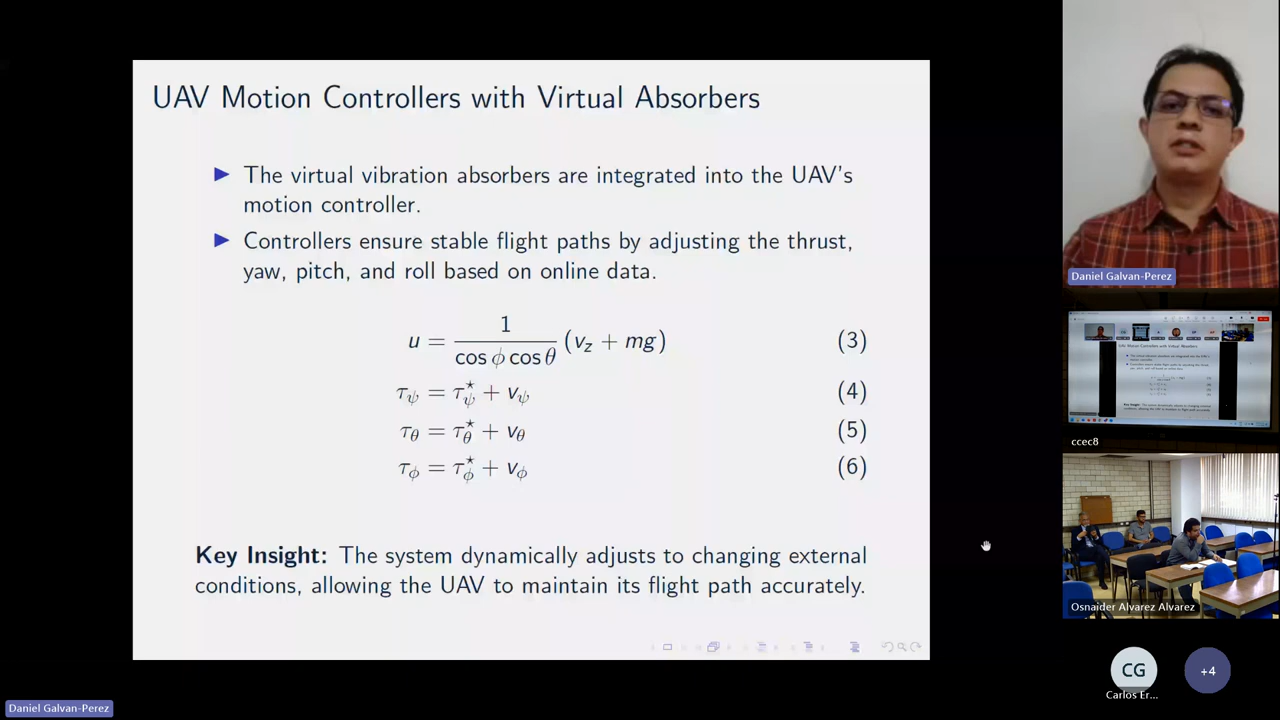 UAV Motion Controllers with Virtual Absorbers
▶ The virtual vibration absorbers are integrated into the UAV's
motion controller.
▶ Controllers ensure stable flight paths by adjusting the thrust,
yaw, pitch, and roll based on online data.
u = 1 / (cos ϕ cos θ) (v_z + mg) (3)
τ_ψ = τ_ψ^⋆ + v_ψ (4)
τ_θ = τ_θ^⋆ + v_θ (5)
τ_ϕ = τ_ϕ^⋆ + v_ϕ (6)
Key Insight: The system dynamically adjusts to changing external
conditions, allowing the UAV to maintain its flight path accurately.
Daniel Galvan-Perez
Daniel Galvan-Perez
ccec8
Osnaider Alvarez Alvarez
CG
Carlos Er...
+4